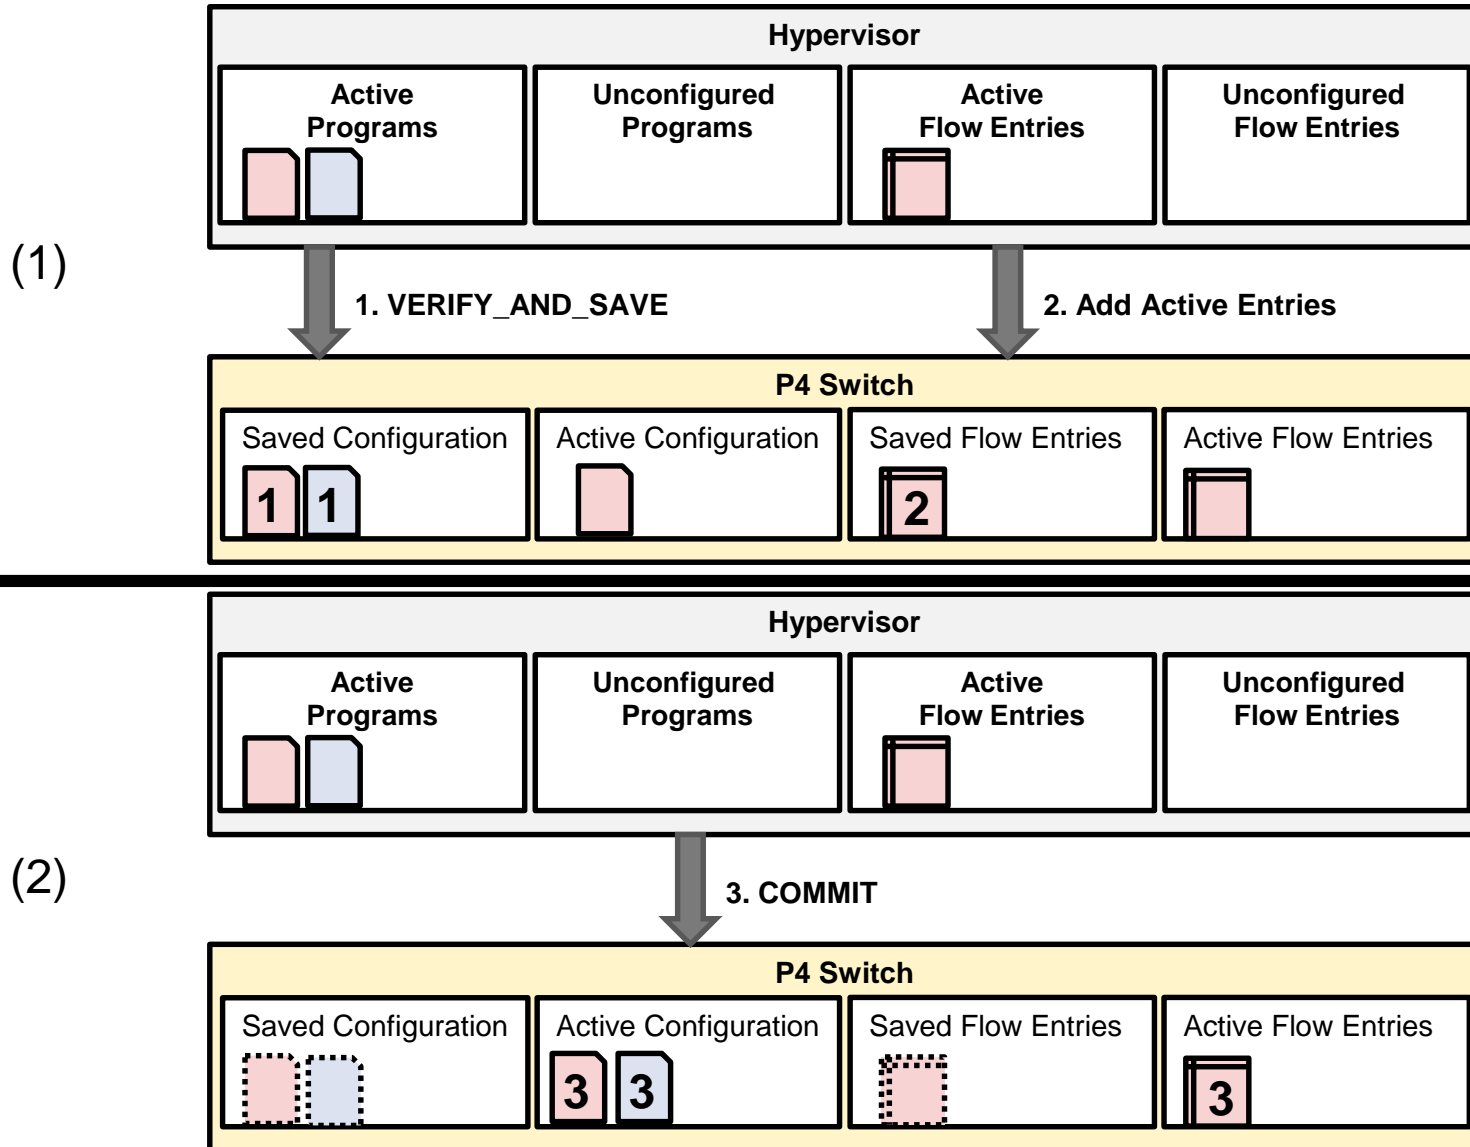 Hypervisor
Active
Programs
Unconfigured
Programs
Active
Flow Entries
Unconfigured
Flow Entries
(1)
1. VERIFY_AND_SAVE
2. Add Active Entries
P4 Switch
Saved Configuration
Active Configuration
Saved Flow Entries
Active Flow Entries
1 1
2
Hypervisor
Active
Programs
Unconfigured
Programs
Active
Flow Entries
Unconfigured
Flow Entries
(2)
3. COMMIT
P4 Switch
Saved Configuration
Active Configuration
Saved Flow Entries
Active Flow Entries
3 3
3